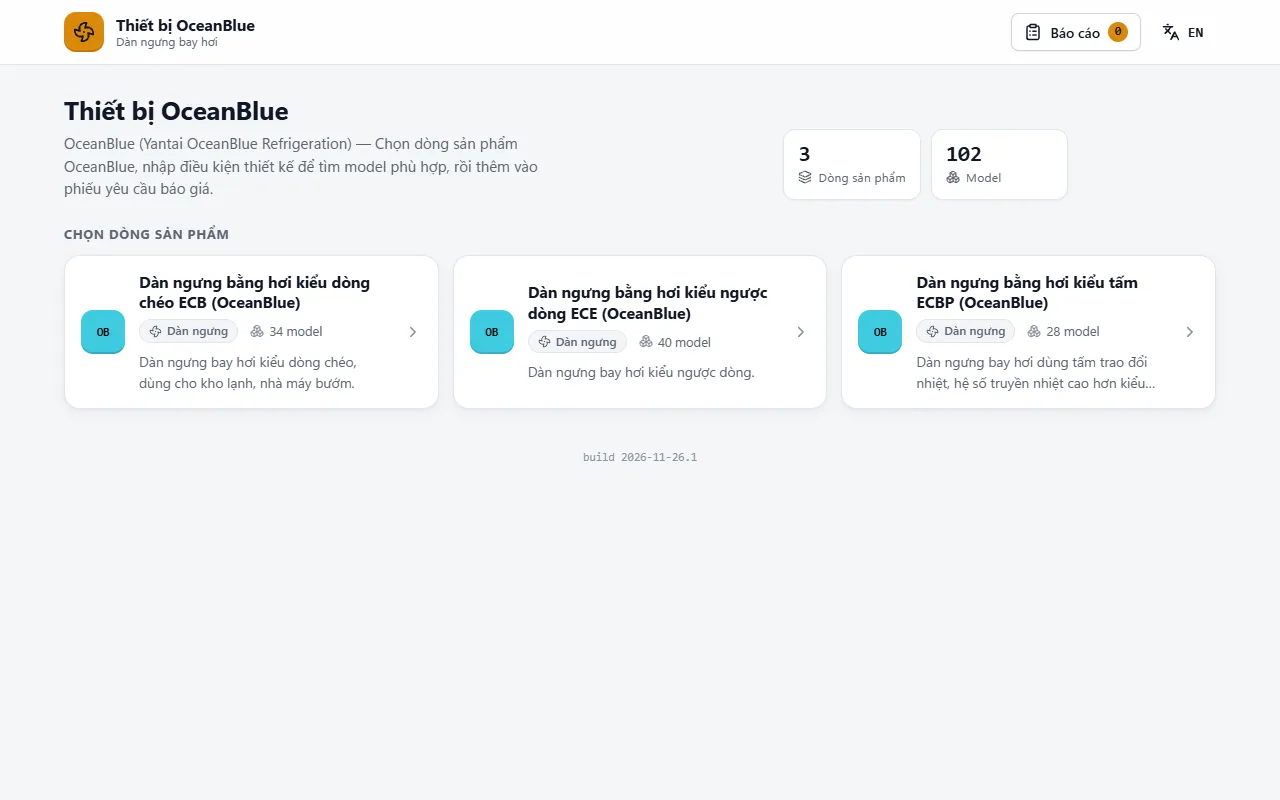 Thiết bị OceanBlue
Dàn ngưng bay hơi
Báo cáo 0
EN
Thiết bị OceanBlue
OceanBlue (Yantai OceanBlue Refrigeration) — Chọn dòng sản phẩm
OceanBlue, nhập điều kiện thiết kế để tìm model phù hợp, rồi thêm vào
phiếu yêu cầu báo giá.
3
Dòng sản phẩm
102
Model
CHỌN DÒNG SẢN PHẨM
OB
Dàn ngưng bằng hơi kiểu dòng
chéo ECB (OceanBlue)
Dàn ngưng 34 model
Dàn ngưng bay hơi kiểu dòng chéo,
dùng cho kho lạnh, nhà máy bướm.
OB
Dàn ngưng bằng hơi kiểu ngược
dòng ECE (OceanBlue)
Dàn ngưng 40 model
Dàn ngưng bay hơi kiểu ngược dòng.
OB
Dàn ngưng bằng hơi kiểu tấm
ECBP (OceanBlue)
Dàn ngưng 28 model
Dàn ngưng bay hơi dùng tấm trao đổi
nhiệt, hệ số truyền nhiệt cao hơn kiểu…
build 2026-11-26.1